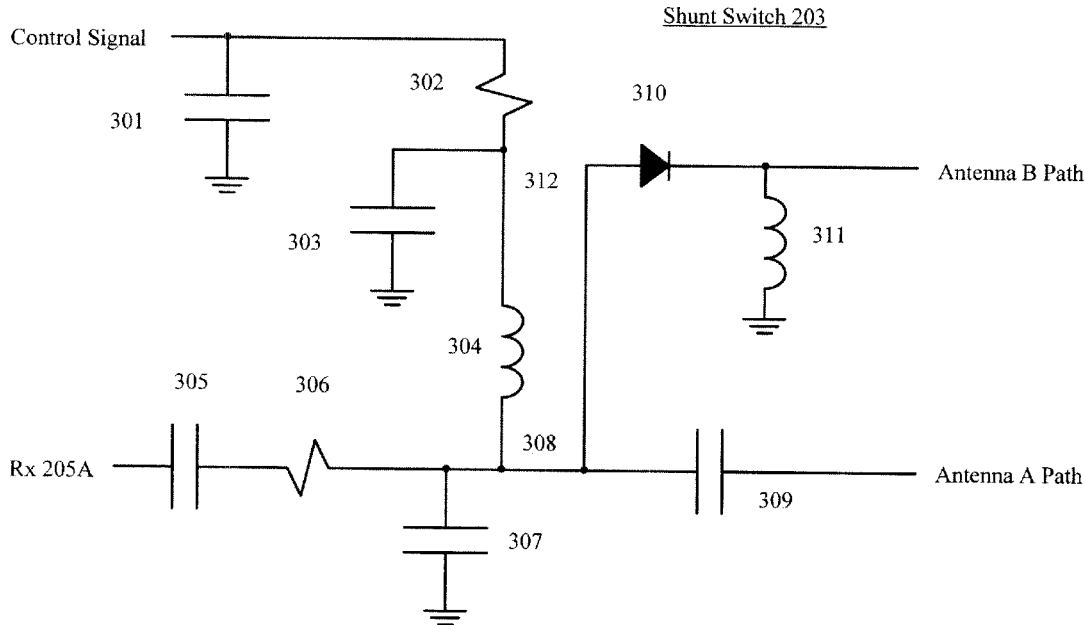 Shunt Switch 203
Control Signal
302
310
301
312
Antenna B Path
303
311
304
305
306
308
Rx 205A
Antenna A Path
309
307